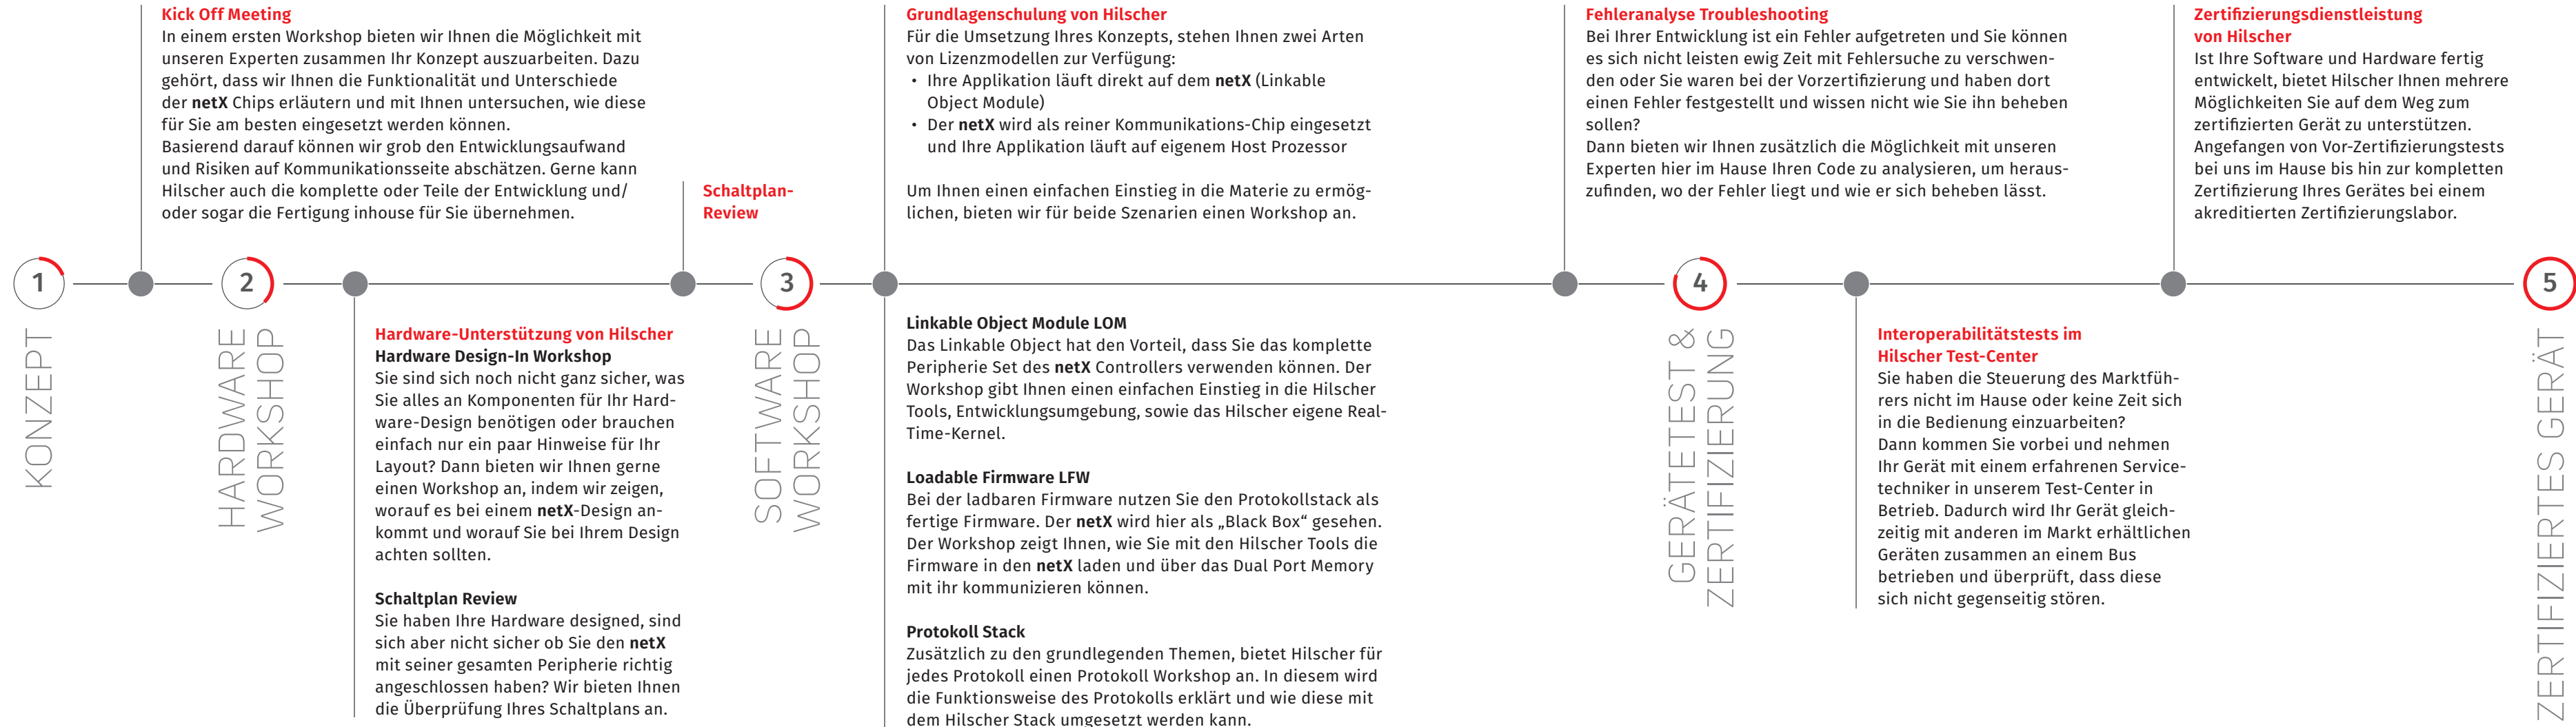 Kick Off Meeting
In einem ersten Workshop bieten wir Ihnen die Möglichkeit mit
unseren Experten zusammen Ihr Konzept auszuarbeiten. Dazu
gehört, dass wir Ihnen die Funktionalität und Unterschiede
der netX Chips erläutern und mit Ihnen untersuchen, wie diese
für Sie am besten eingesetzt werden können.
Basierend darauf können wir grob den Entwicklungsaufwand
und Risiken auf Kommunikationsseite abschätzen. Gerne kann
Hilscher auch die komplette oder Teile der Entwicklung und/
oder sogar die Fertigung inhouse für Sie übernehmen.
Schaltplan-
Review
Grundlagenschulung von Hilscher
Für die Umsetzung Ihres Konzepts, stehen Ihnen zwei Arten
von Lizenzmodellen zur Verfügung:
• Ihre Applikation läuft direkt auf dem netX (Linkable
Object Module)
• Der netX wird als reiner Kommunikations-Chip eingesetzt
und Ihre Applikation läuft auf eigenem Host Prozessor
Um Ihnen einen einfachen Einstieg in die Materie zu ermög-
lichen, bieten wir für beide Szenarien einen Workshop an.
Fehleranalyse Troubleshooting
Bei Ihrer Entwicklung ist ein Fehler aufgetreten und Sie können
es sich nicht leisten ewig Zeit mit Fehlersuche zu verschwen-
den oder Sie waren bei der Vorzertifizierung und haben dort
einen Fehler festgestellt und wissen nicht wie Sie ihn beheben
sollen?
Dann bieten wir Ihnen zusätzlich die Möglichkeit mit unseren
Experten hier im Hause Ihren Code zu analysieren, um heraus-
zufinden, wo der Fehler liegt und wie er sich beheben lässt.
Zertifizierungsdienstleistung
von Hilscher
Ist Ihre Software und Hardware fertig
entwickelt, bietet Hilscher Ihnen mehrere
Möglichkeiten Sie auf dem Weg zum
zertifizierten Gerät zu unterstützen.
Angefangen von Vor-Zertifizierungstests
bei uns im Hause bis hin zur kompletten
Zertifizierung Ihres Gerätes bei einem
akreditierten Zertifizierungslabor.
1
2
3
4
5
KONZEPT
HARDWARE
WORKSHOP
Hardware-Unterstützung von Hilscher
Hardware Design-In Workshop
Sie sind sich noch nicht ganz sicher, was
Sie alles an Komponenten für Ihr Hard-
ware-Design benötigen oder brauchen
einfach nur ein paar Hinweise für Ihr
Layout? Dann bieten wir Ihnen gerne
einen Workshop an, indem wir zeigen,
worauf es bei einem netX-Design an-
kommt und worauf Sie bei Ihrem Design
achten sollten.
Schaltplan Review
Sie haben Ihre Hardware designed, sind
sich aber nicht sicher ob Sie den netX
mit seiner gesamten Peripherie richtig
angeschlossen haben? Wir bieten Ihnen
die Überprüfung Ihres Schaltplans an.
SOFTWARE
WORKSHOP
Linkable Object Module LOM
Das Linkable Object hat den Vorteil, dass Sie das komplette
Peripherie Set des netX Controllers verwenden können. Der
Workshop gibt Ihnen einen einfachen Einstieg in die Hilscher
Tools, Entwicklungsumgebung, sowie das Hilscher eigene Real-
Time-Kernel.
Loadable Firmware LFW
Bei der ladbaren Firmware nutzen Sie den Protokollstack als
fertige Firmware. Der netX wird hier als „Black Box“ gesehen.
Der Workshop zeigt Ihnen, wie Sie mit den Hilscher Tools die
Firmware in den netX laden und über das Dual Port Memory
mit ihr kommunizieren können.
Protokoll Stack
Zusätzlich zu den grundlegenden Themen, bietet Hilscher für
jedes Protokoll einen Protokoll Workshop an. In diesem wird
die Funktionsweise des Protokolls erklärt und wie diese mit
dem Hilscher Stack umgesetzt werden kann.
GERÄTETEST &
ZERTIFIZIERUNG
Interoperabilitätstests im
Hilscher Test-Center
Sie haben die Steuerung des Marktfüh-
rers nicht im Hause oder keine Zeit sich
in die Bedienung einzuarbeiten?
Dann kommen Sie vorbei und nehmen
Ihr Gerät mit einem erfahrenen Service-
techniker in unserem Test-Center in
Betrieb. Dadurch wird Ihr Gerät gleich-
zeitig mit anderen im Markt erhältlichen
Geräten zusammen an einem Bus
betrieben und überprüft, dass diese
sich nicht gegenseitig stören.
ZERTIFIZIERTES GERÄT